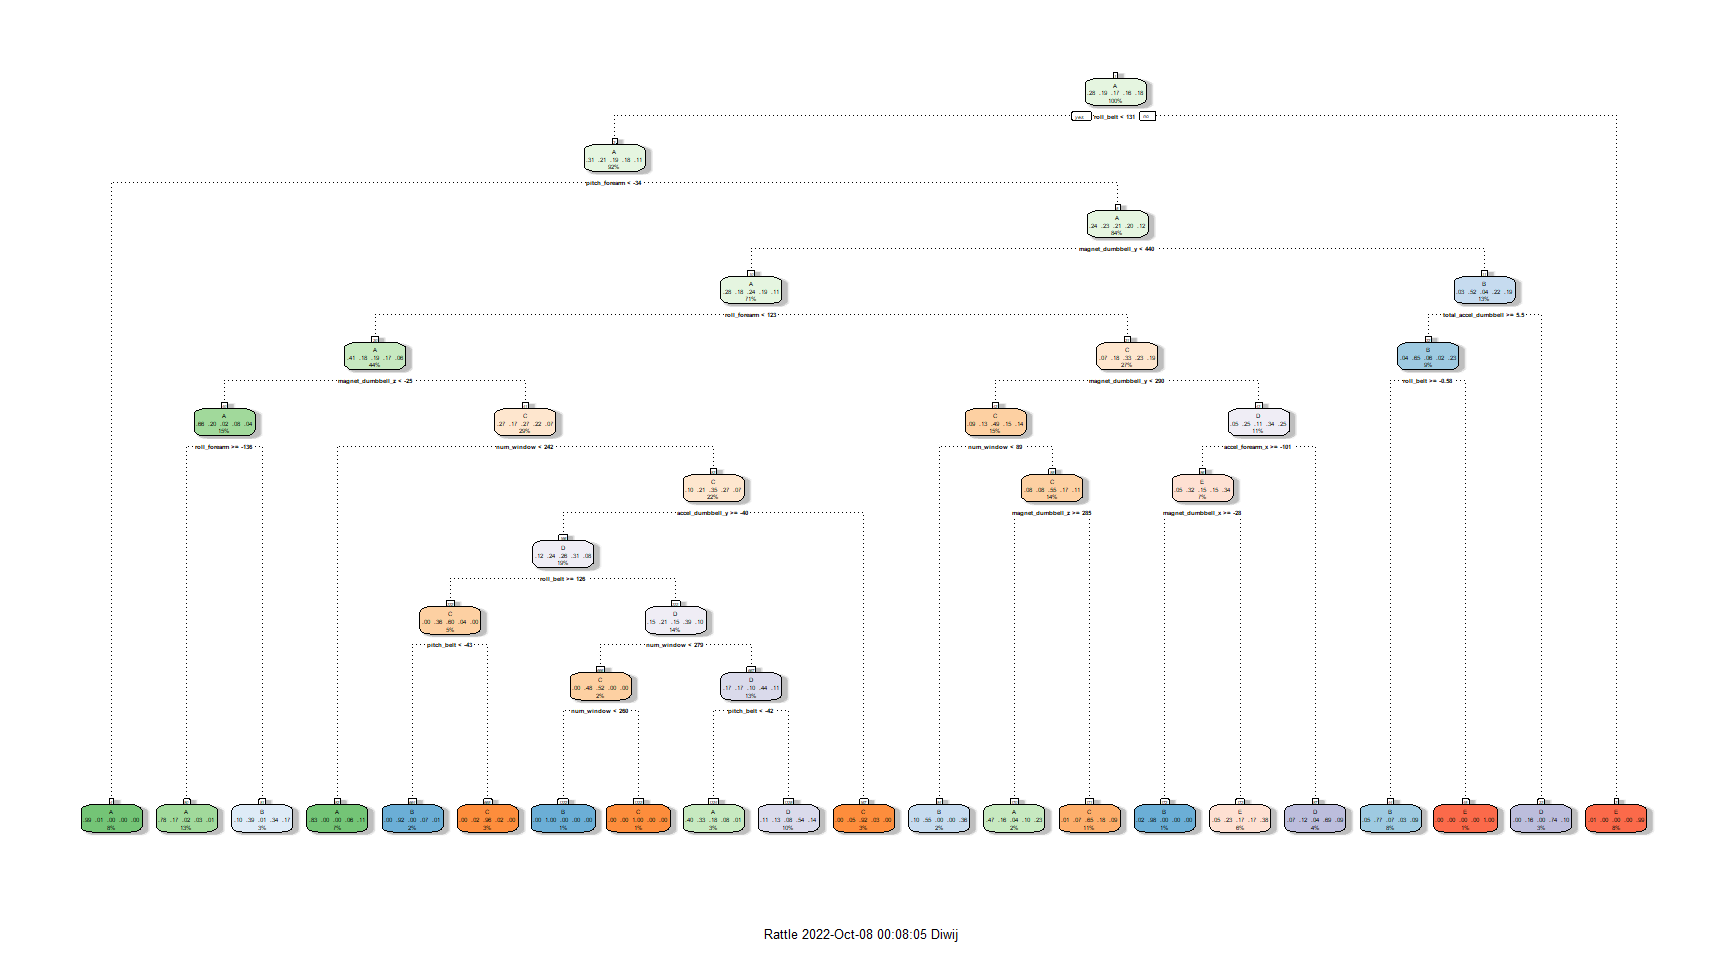 A
.28 .19 .17 .16 .18
100%
yes roll_belt < 131 no
A
.31 .21 .19 .18 .11
92%
pitch_forearm < -34
A
.24 .23 .21 .20 .12
84%
magnet_dumbbell_y < 440
A
.28 .18 .24 .19 .11
71%
B
.03 .52 .04 .22 .19
13%
roll_forearm < 123
total_accel_dumbbell >= 5.5
A
.41 .18 .19 .17 .06
44%
C
.07 .18 .33 .23 .19
27%
B
.04 .65 .06 .02 .23
9%
magnet_dumbbell_z < -25
magnet_dumbbell_y < 290
roll_belt >= -0.58
A
.66 .20 .02 .08 .04
15%
C
.27 .17 .27 .22 .07
29%
C
.09 .13 .49 .15 .14
15%
D
.05 .25 .11 .34 .25
11%
roll_forearm >= -136
num_window < 242
num_window < 89
accel_forearm_x >= -101
C
.10 .21 .35 .27 .07
22%
C
.08 .08 .55 .17 .11
14%
E
.05 .32 .15 .15 .34
7%
accel_dumbbell_y >= -40
magnet_dumbbell_z >= 285
magnet_dumbbell_x >= -28
D
.12 .24 .26 .31 .08
19%
roll_belt >= 126
C
.00 .36 .60 .04 .00
5%
D
.15 .21 .15 .39 .10
14%
pitch_belt < -43
num_window < 279
C
.00 .48 .52 .00 .00
2%
D
.17 .17 .10 .44 .11
13%
num_window < 260
pitch_belt < -42
A
.99 .01 .00 .00 .00
8%
A
.78 .17 .02 .03 .01
13%
B
.10 .39 .01 .34 .17
3%
A
.83 .00 .00 .06 .11
7%
B
.00 .92 .00 .07 .01
2%
C
.00 .02 .96 .02 .00
3%
B
.00 1.00 .00 .00 .00
1%
C
.00 .00 1.00 .00 .00
1%
A
.40 .33 .18 .08 .01
3%
D
.11 .13 .08 .54 .14
10%
C
.00 .05 .92 .03 .00
3%
B
.10 .55 .00 .00 .36
2%
A
.47 .16 .04 .10 .23
2%
C
.01 .07 .65 .18 .09
11%
B
.02 .98 .00 .00 .00
1%
E
.05 .23 .17 .17 .38
6%
D
.07 .12 .04 .69 .09
4%
B
.05 .77 .07 .03 .09
8%
E
.00 .00 .00 .00 1.00
1%
D
.00 .16 .00 .74 .10
3%
E
.01 .00 .00 .00 .99
8%
Rattle 2022-Oct-08 00:08:05 Diwij